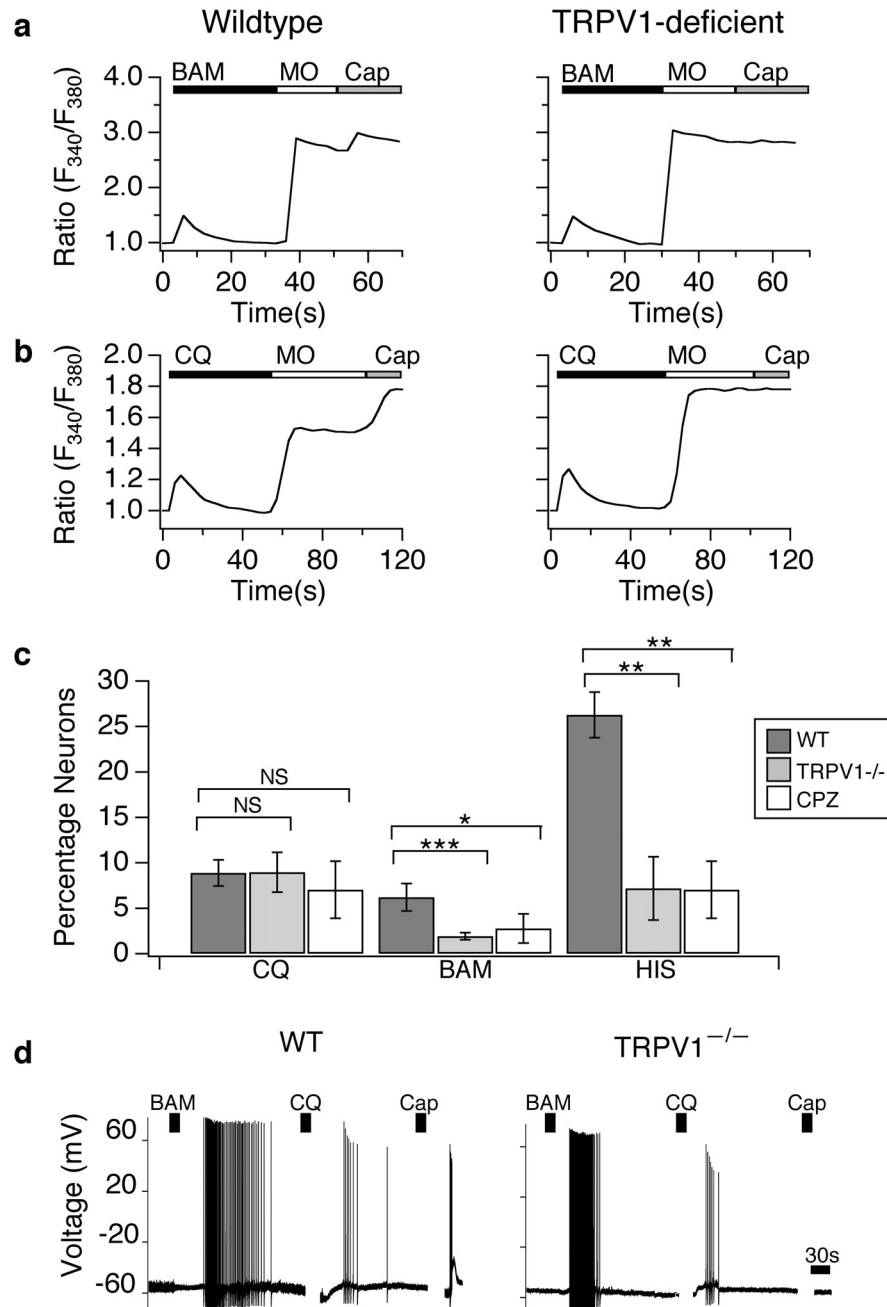 a
Wildtype
TRPV1-deficient
Ratio (F340/F380)
4.0
3.0
2.0
1.0
BAM MO Cap
BAM MO Cap
0 20 40 60
0 20 40 60
Time(s)
Time(s)
b
Ratio (F340/F380)
2.0
1.8
1.6
1.4
1.2
1.0
CQ MO Cap
CQ MO Cap
0 40 80 120
0 40 80 120
Time(s)
Time(s)
c
Percentage Neurons
30
25
20
15
10
5
0
NS
NS
*
***
**
**
CQ BAM HIS
WT
TRPV1-/-
CPZ
d
WT
TRPV1−/−
Voltage (mV)
60
20
-20
-60
BAM CQ Cap
BAM CQ Cap
30s